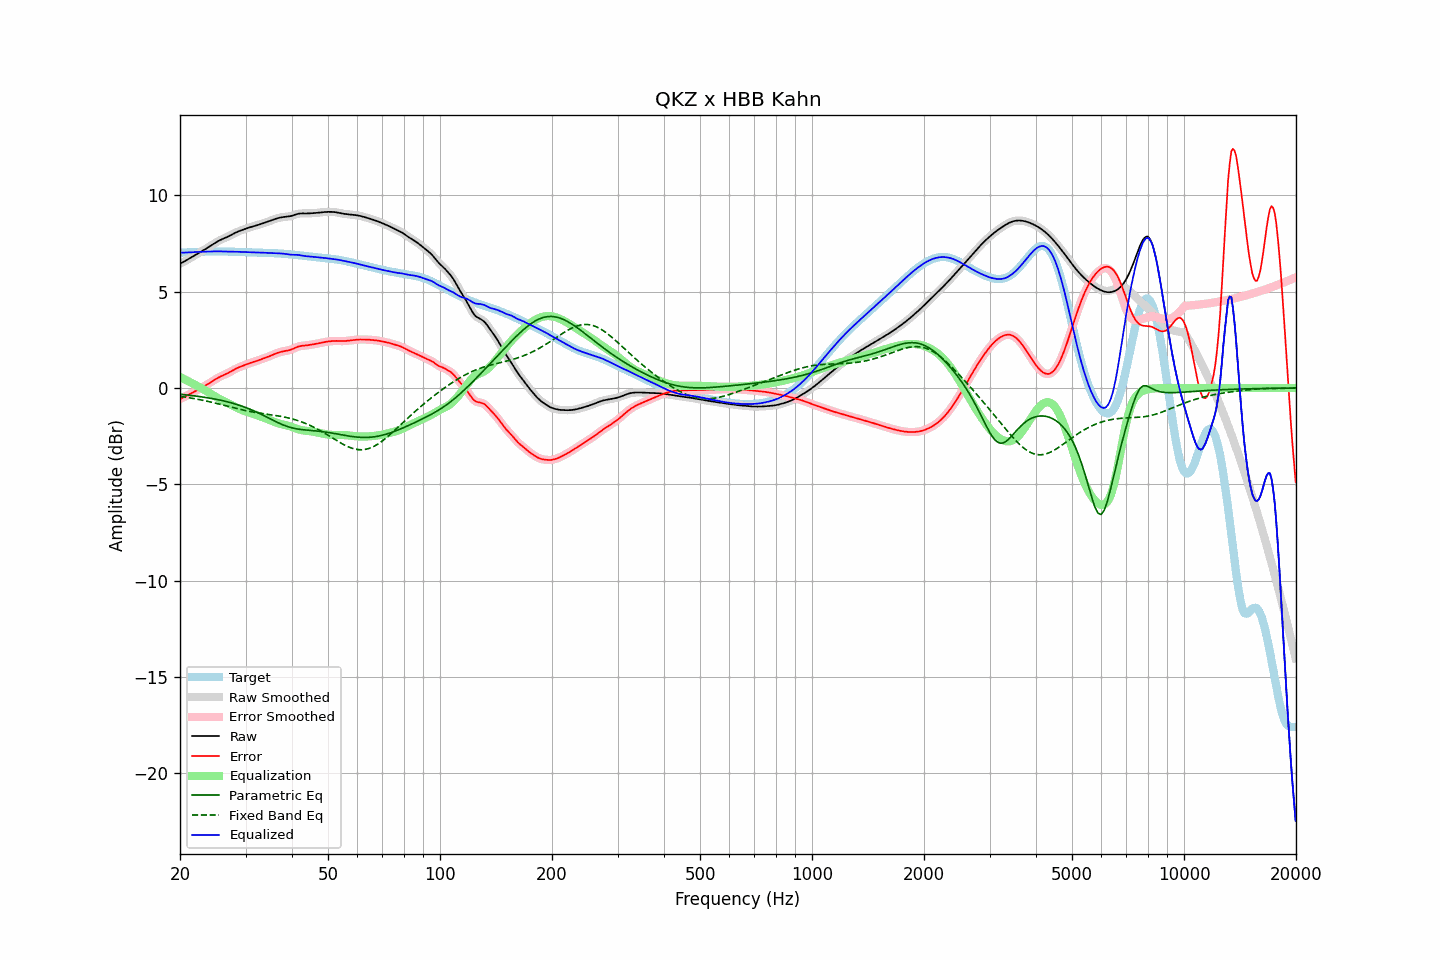 QKZ x HBB Kahn
10
5
0
−5
−10
−15
−20
Amplitude (dBr)
Target
Raw Smoothed
Error Smoothed
Raw
Error
Equalization
Parametric Eq
Fixed Band Eq
Equalized
20 50 100 200 500 1000 2000 5000 10000 20000
Frequency (Hz)